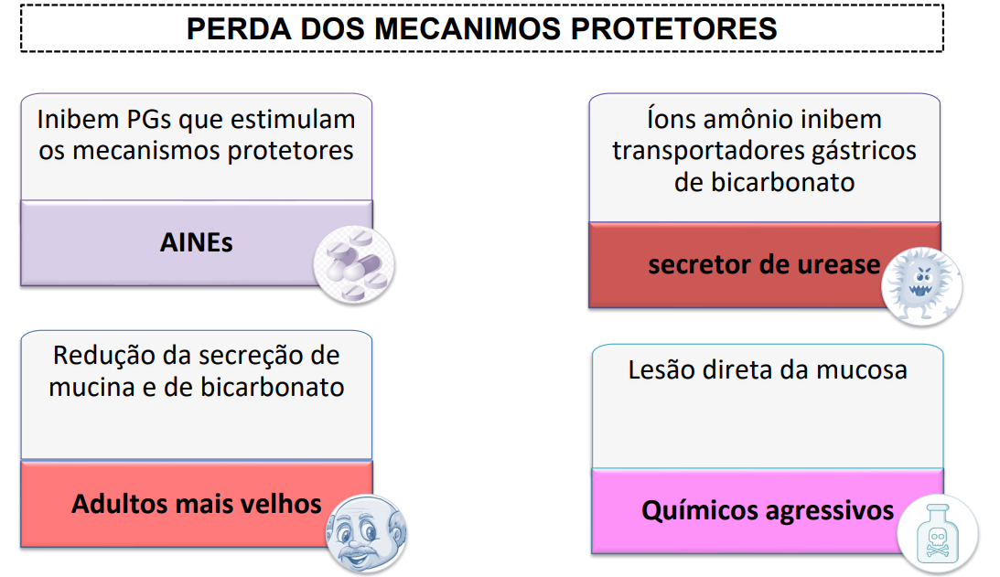 PERDA DOS MECANIMOS PROTETORES
Inibem PGs que estimulam
os mecanismos protetores
AINEs
Íons amônio inibem
transportadores gástricos
de bicarbonato
secretor de urease
Redução da secreção de
mucina e de bicarbonato
Adultos mais velhos
Lesão direta da mucosa
Químicos agressivos